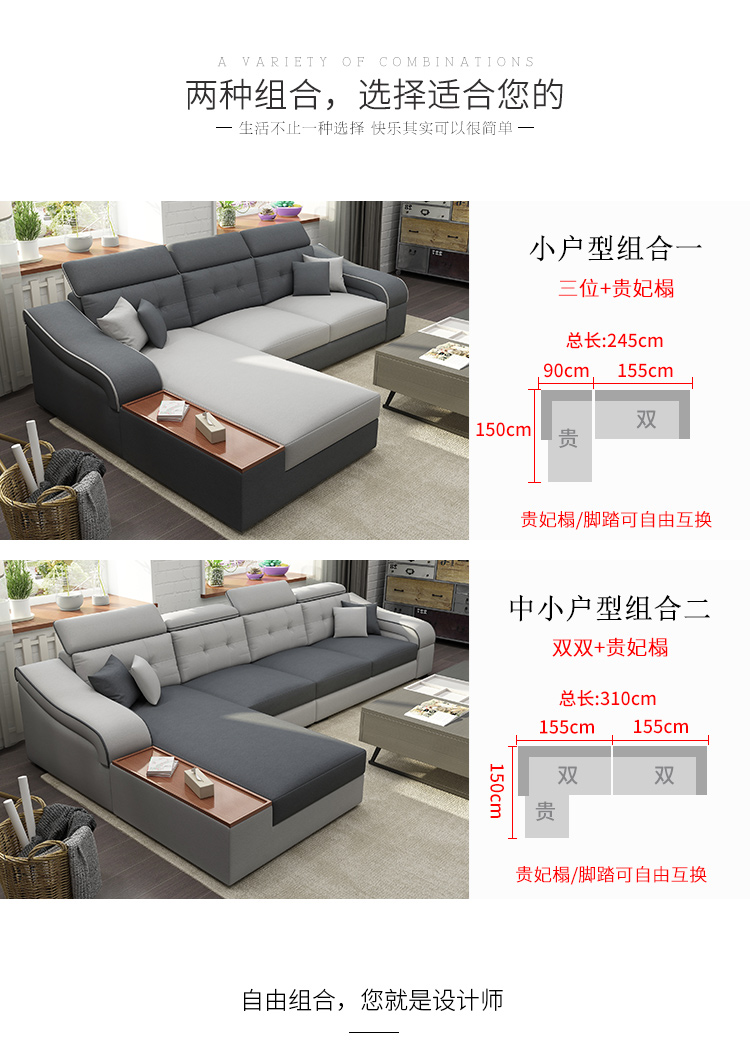 A VARIETY OF COMBINATIONS
两种组合，选择适合您的
生活不止一种选择 快乐其实可以很简单
小户型组合一
三位+贵妃榻
总长:245cm
90cm 155cm
150cm
贵 双
贵妃榻/脚踏可自由互换
中小户型组合二
双双+贵妃榻
总长:310cm
155cm 155cm
150cm
双 双
贵
贵妃榻/脚踏可自由互换
自由组合，您就是设计师